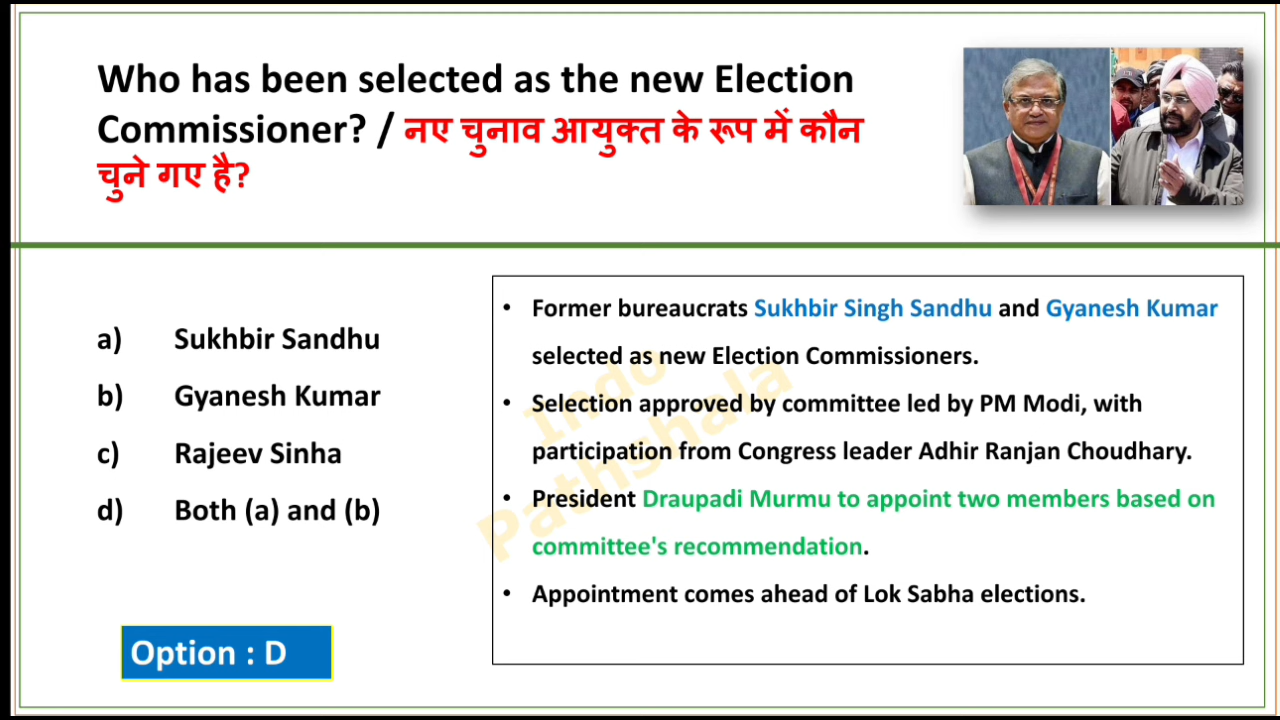 Who has been selected as the new Election
Commissioner? / नए चुनाव आयुक्त के रूप में कौन
चुने गए है?
a) Sukhbir Sandhu
b) Gyanesh Kumar
c) Rajeev Sinha
d) Both (a) and (b)
Option : D
• Former bureaucrats Sukhbir Singh Sandhu and Gyanesh Kumar
selected as new Election Commissioners.
• Selection approved by committee led by PM Modi, with
participation from Congress leader Adhir Ranjan Choudhary.
• President Draupadi Murmu to appoint two members based on
committee's recommendation.
• Appointment comes ahead of Lok Sabha elections.
Indo
Pathshala